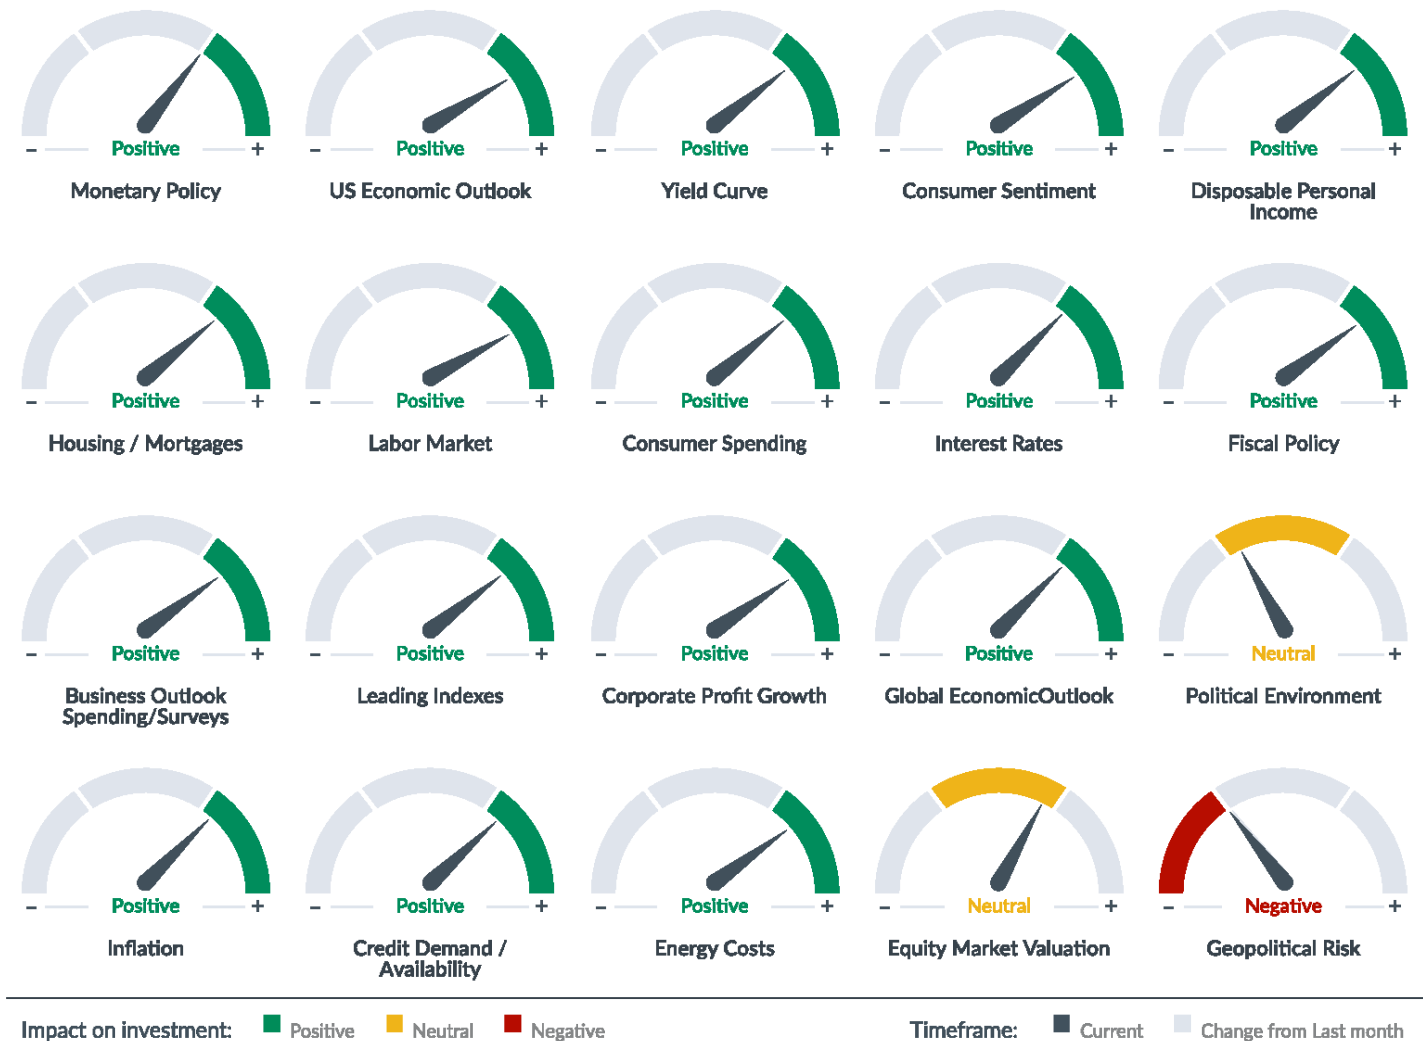 Positive Positive Positive Positive Positive
- + - + - + - + - +
Monetary Policy US Economic Outlook Yield Curve Consumer Sentiment Disposable Personal
Income
Positive Positive Positive Positive Positive
- + - + - + - + - +
Housing / Mortgages Labor Market Consumer Spending Interest Rates Fiscal Policy
Positive Positive Positive Positive Neutral
- + - + - + - + - +
Business Outlook Leading Indexes Corporate Profit Growth Global EconomicOutlook Political Environment
Spending/Surveys
Positive Positive Positive Neutral Negative
- + - + - + - + - +
Inflation Credit Demand / Energy Costs Equity Market Valuation Geopolitical Risk
Availability
Impact on investment: Positive Neutral Negative Timeframe: Current Change from Last month